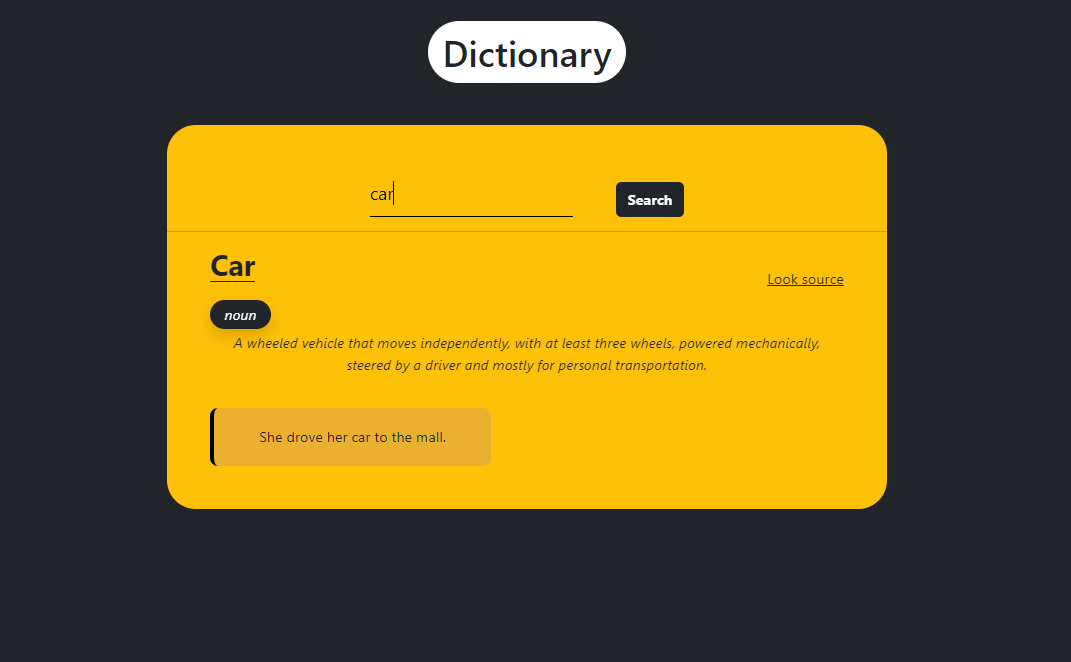 Dictionary
car
Search
Car
Look source
noun
A wheeled vehicle that moves independently, with at least three wheels, powered mechanically,
steered by a driver and mostly for personal transportation.
She drove her car to the mall.